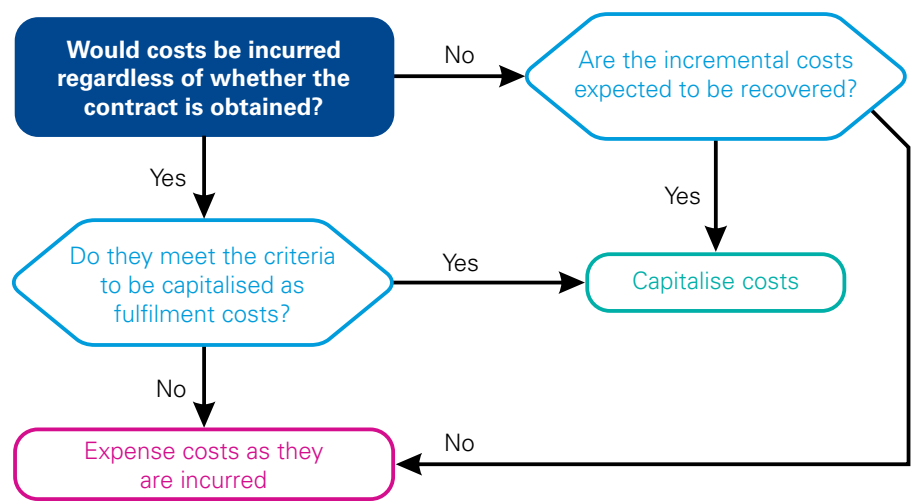 Would costs be incurred
regardless of whether the
contract is obtained?
No
Are the incremental costs
expected to be recovered?
Yes
Yes
Do they meet the criteria
to be capitalised as
fulfilment costs?
Yes
Capitalise costs
No
Expense costs as they
are incurred
No